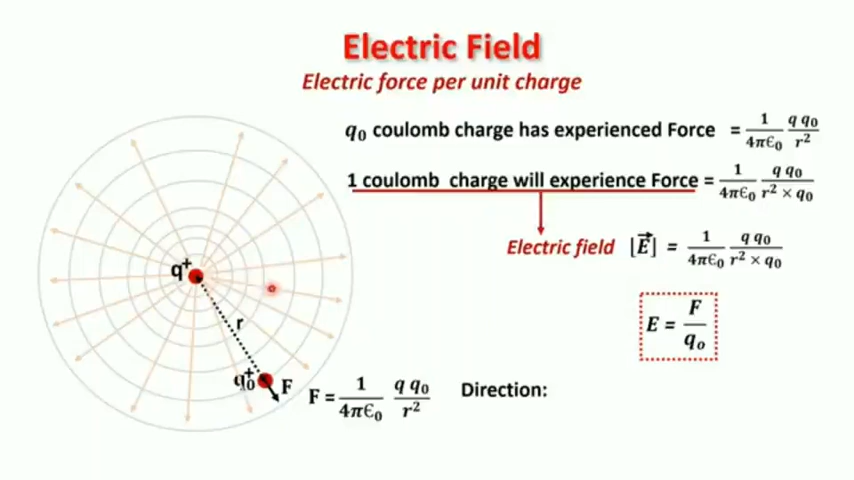 Electric Field
Electric force per unit charge
q₀ coulomb charge has experienced Force = 1/4π∈₀ q q₀/r²
1 coulomb charge will experience Force = 1/4π∈₀ q q₀/r² × q₀
Electric field |E⃗| = 1/4π∈₀ q q₀/r² × q₀
E = F/qₒ
q⁺
r
q₀⁺
F
F = 1/4π∈₀ q q₀/r²
Direction: